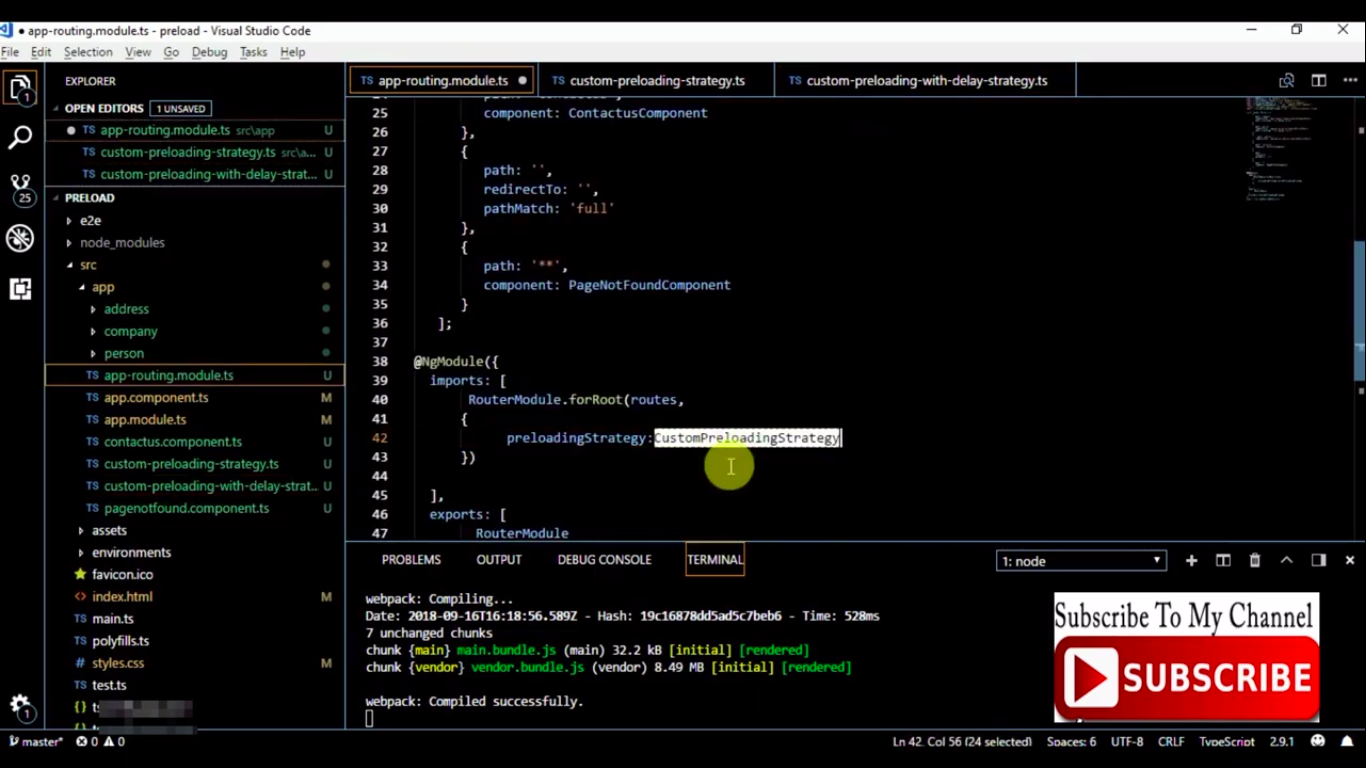 app-routing.module.ts - preload - Visual Studio Code
File Edit Selection View Go Debug Tasks Help
EXPLORER
OPEN EDITORS 1 UNSAVED
TS app-routing.module.ts src\app U
TS custom-preloading-strategy.ts src\a... U
TS custom-preloading-with-delay-strat... U
PRELOAD
e2e
node_modules
src
app
address
company
person
TS app-routing.module.ts U
TS app.component.ts M
TS app.module.ts M
TS contactus.component.ts U
TS custom-preloading-strategy.ts U
TS custom-preloading-with-delay-strat... U
TS pagenotfound.component.ts U
assets
environments
favicon.ico
<> index.html M
TS main.ts
TS polyfills.ts
# styles.css M
TS test.ts
1
25
1
TS app-routing.module.ts TS custom-preloading-strategy.ts TS custom-preloading-with-delay-strategy.ts
25 component: ContactusComponent
26 },
27 {
28 path: '',
29 redirectTo: '',
30 pathMatch: 'full'
31 },
32 {
33 path: '**',
34 component: PageNotFoundComponent
35 }
36 ];
37
38 @NgModule({
39 imports: [
40 RouterModule.forRoot(routes,
41 {
42 preloadingStrategy:CustomPreloadingStrategy
43 })
44
45 ],
46 exports: [
47 RouterModule
PROBLEMS OUTPUT DEBUG CONSOLE TERMINAL 1: node
webpack: Compiling...
Date: 2018-09-16T16:18:56.589Z - Hash: 19c16878dd5ad5c7beb6 - Time: 528ms
7 unchanged chunks
chunk {main} main.bundle.js (main) 32.2 kB [initial] [rendered]
chunk {vendor} vendor.bundle.js (vendor) 8.49 MB [initial] [rendered]
webpack: Compiled successfully.
Subscribe To My Channel
SUBSCRIBE
master* 0 0 Ln 42, Col 56 (24 selected) Spaces: 6 UTF-8 CRLF TypeScript 2.9.1